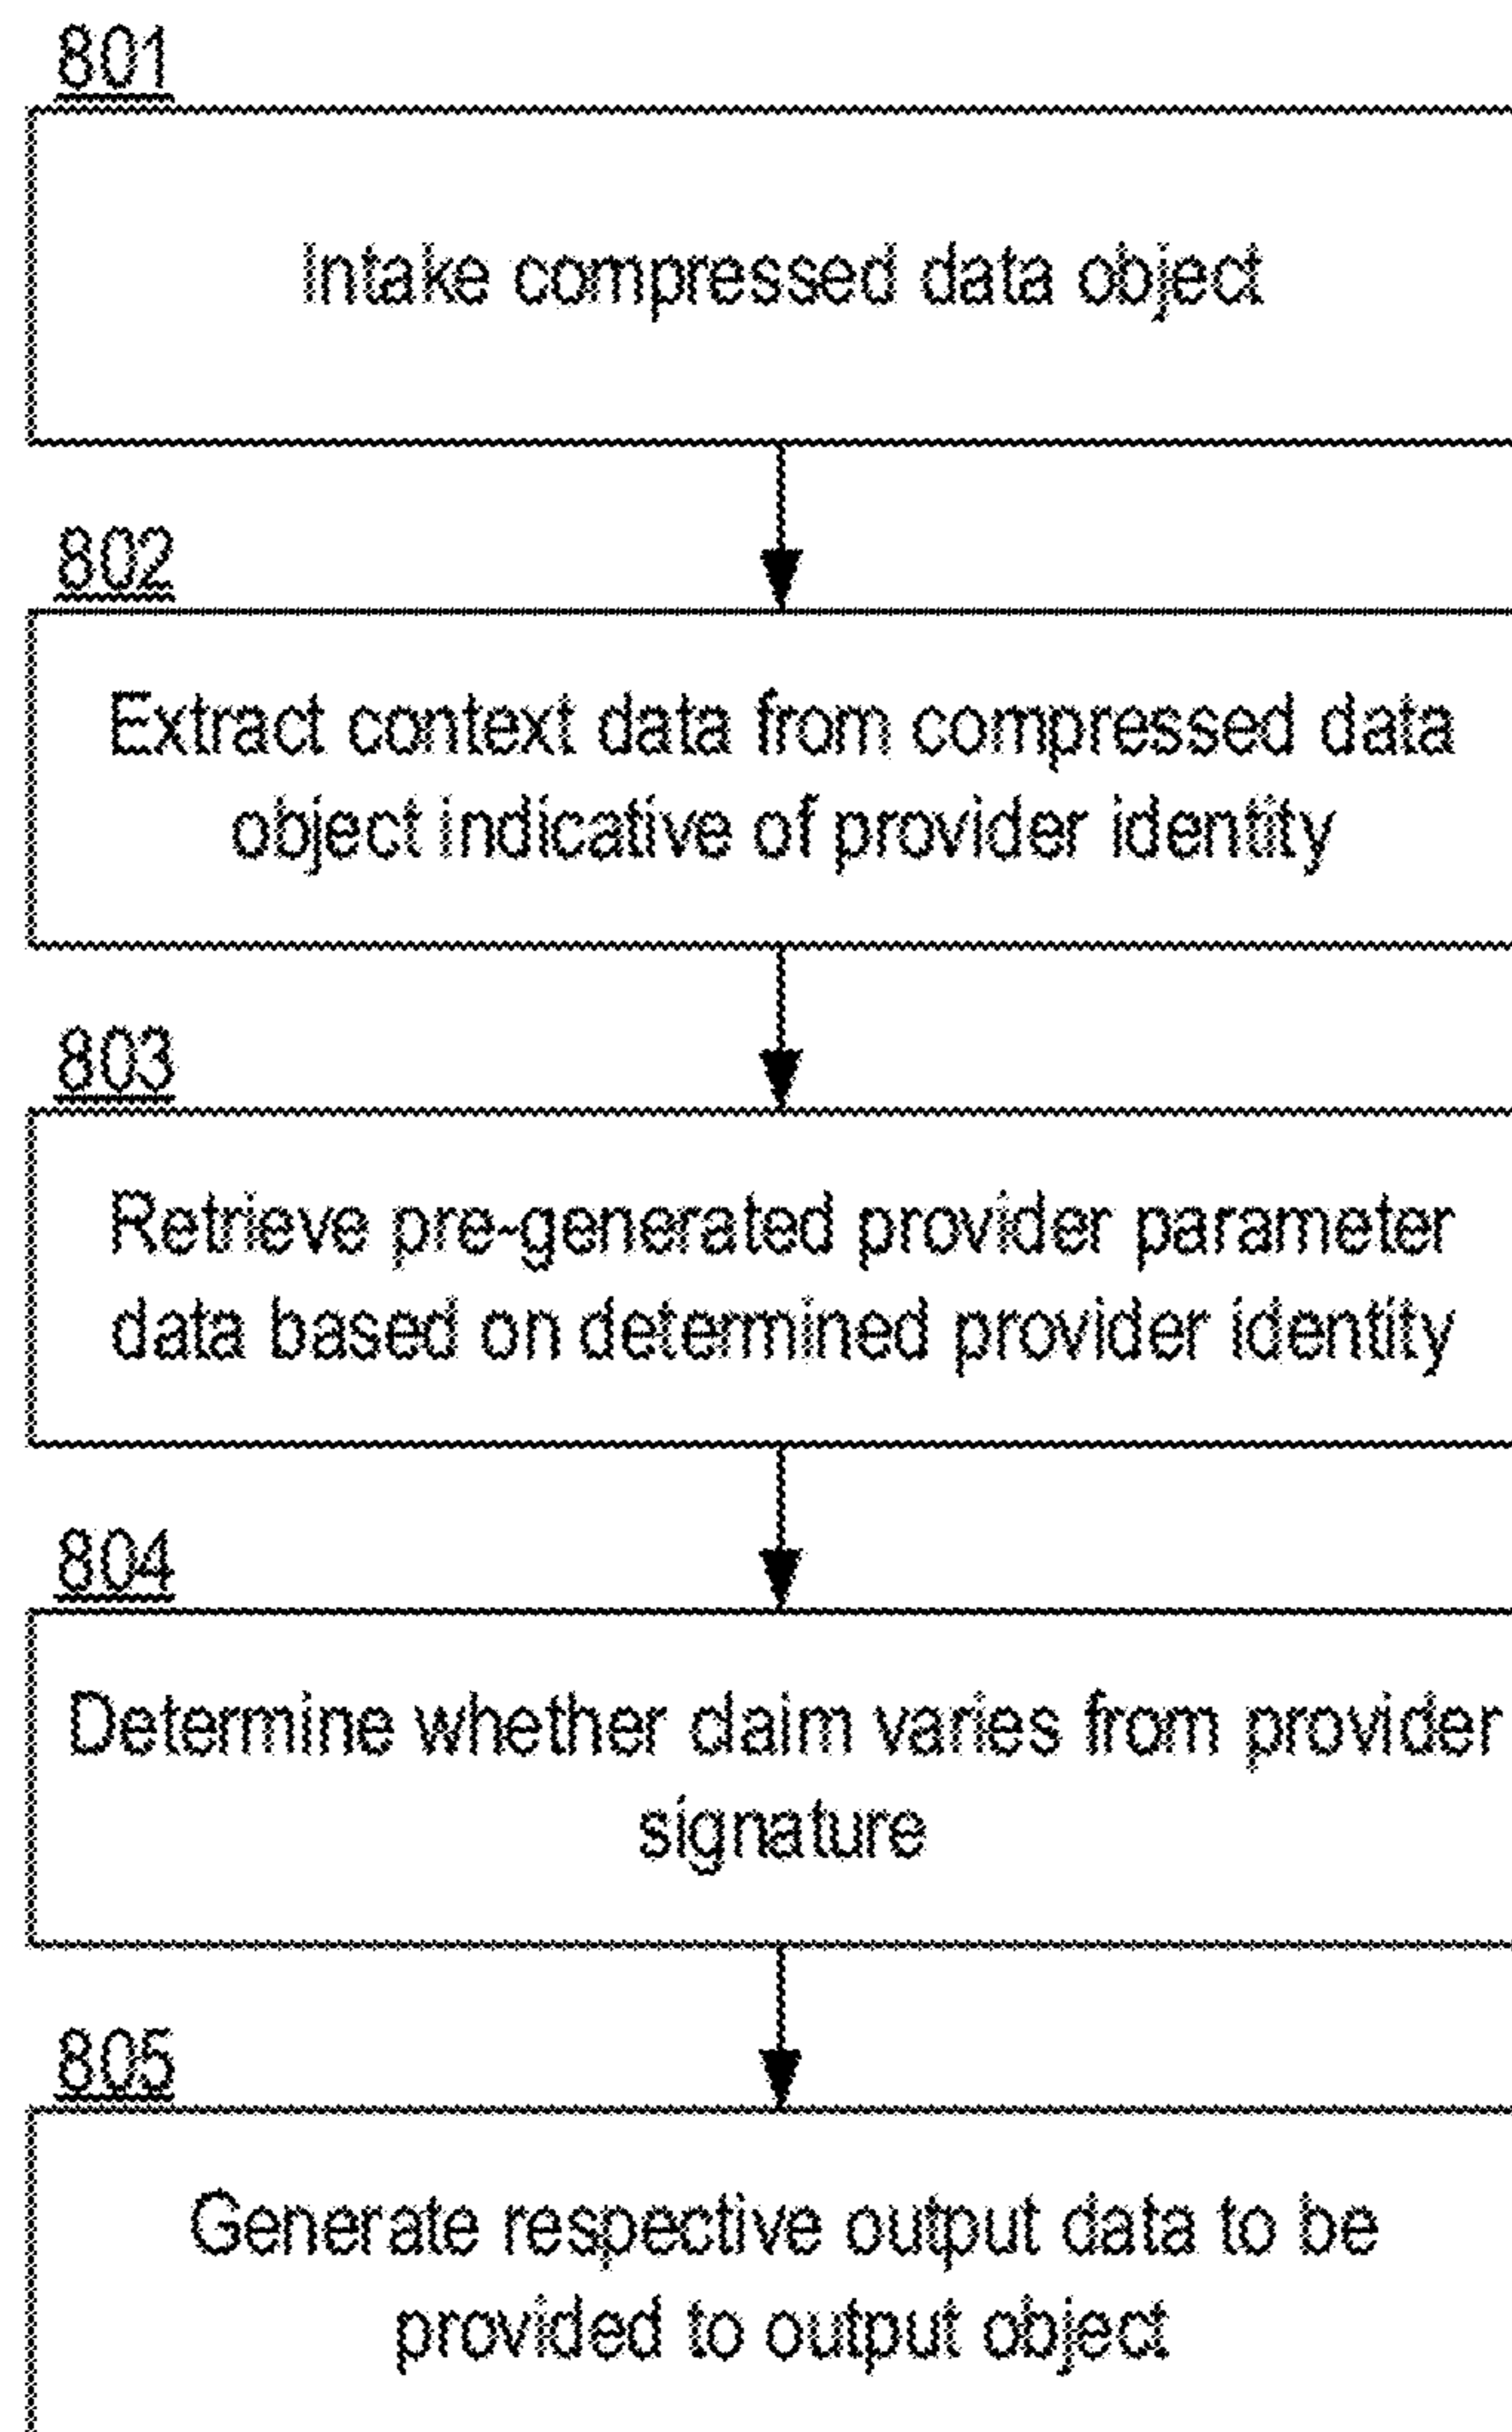 801
Intake compressed data object
802
Extract context data from compressed data
object indicative of provider identity
803
Retrieve pre-generated provider parameter
data based on determined provider identity
804
Determine whether claim varies from provider
signature
805
Generate respective output data to be
provided to output object